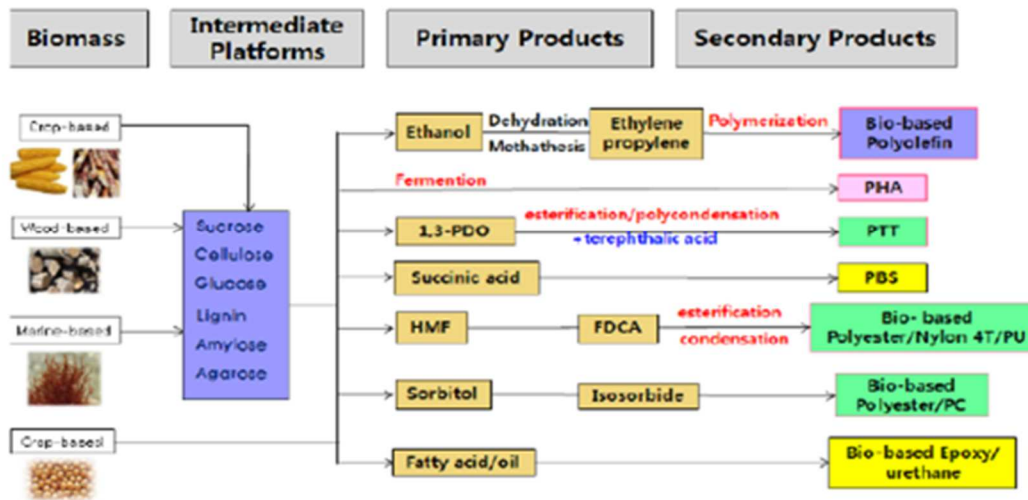 Biomass
Intermediate
Platforms
Primary Products
Secondary Products
Crop-based
Wood-based
Marine-based
Crop-based
Sucrose
Cellulose
Glucose
Lignin
Amylose
Agarose
Ethanol
Dehydration
Methathesis
Ethylene
propylene
Polymerization
Bio-based
Polyolefin
Fermention
PHA
1,3-PDO
esterification/polycondensation
+terephthalic acid
PTT
Succinic acid
PBS
HMF
FDCA
esterification
condensation
Bio- based
Polyester/Nylon 4T/PU
Sorbitol
Isosorbide
Bio-based
Polyester/PC
Fatty acid/oil
Bio-based Epoxy/
urethane